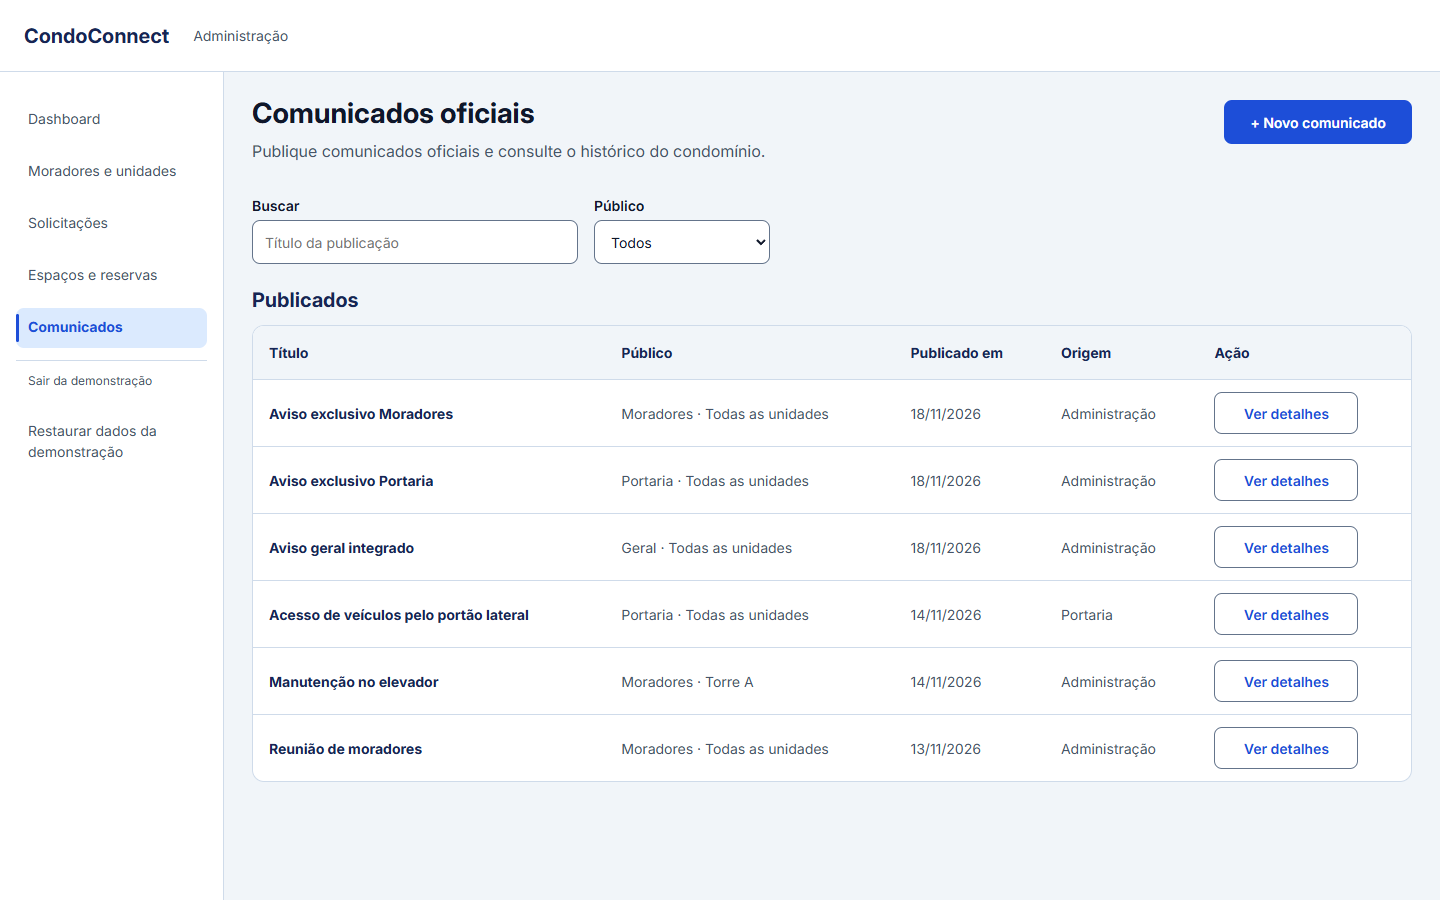 CondoConnect Administração
Dashboard
Moradores e unidades
Solicitações
Espaços e reservas
Comunicados
Sair da demonstração
Restaurar dados da
demonstração
Comunicados oficiais
+ Novo comunicado
Publique comunicados oficiais e consulte o histórico do condomínio.
Buscar Público
Título da publicação Todos
Publicados
Título Público Publicado em Origem Ação
Aviso exclusivo Moradores Moradores · Todas as unidades 18/11/2026 Administração Ver detalhes
Aviso exclusivo Portaria Portaria · Todas as unidades 18/11/2026 Administração Ver detalhes
Aviso geral integrado Geral · Todas as unidades 18/11/2026 Administração Ver detalhes
Acesso de veículos pelo portão lateral Portaria · Todas as unidades 14/11/2026 Portaria Ver detalhes
Manutenção no elevador Moradores · Torre A 14/11/2026 Administração Ver detalhes
Reunião de moradores Moradores · Todas as unidades 13/11/2026 Administração Ver detalhes